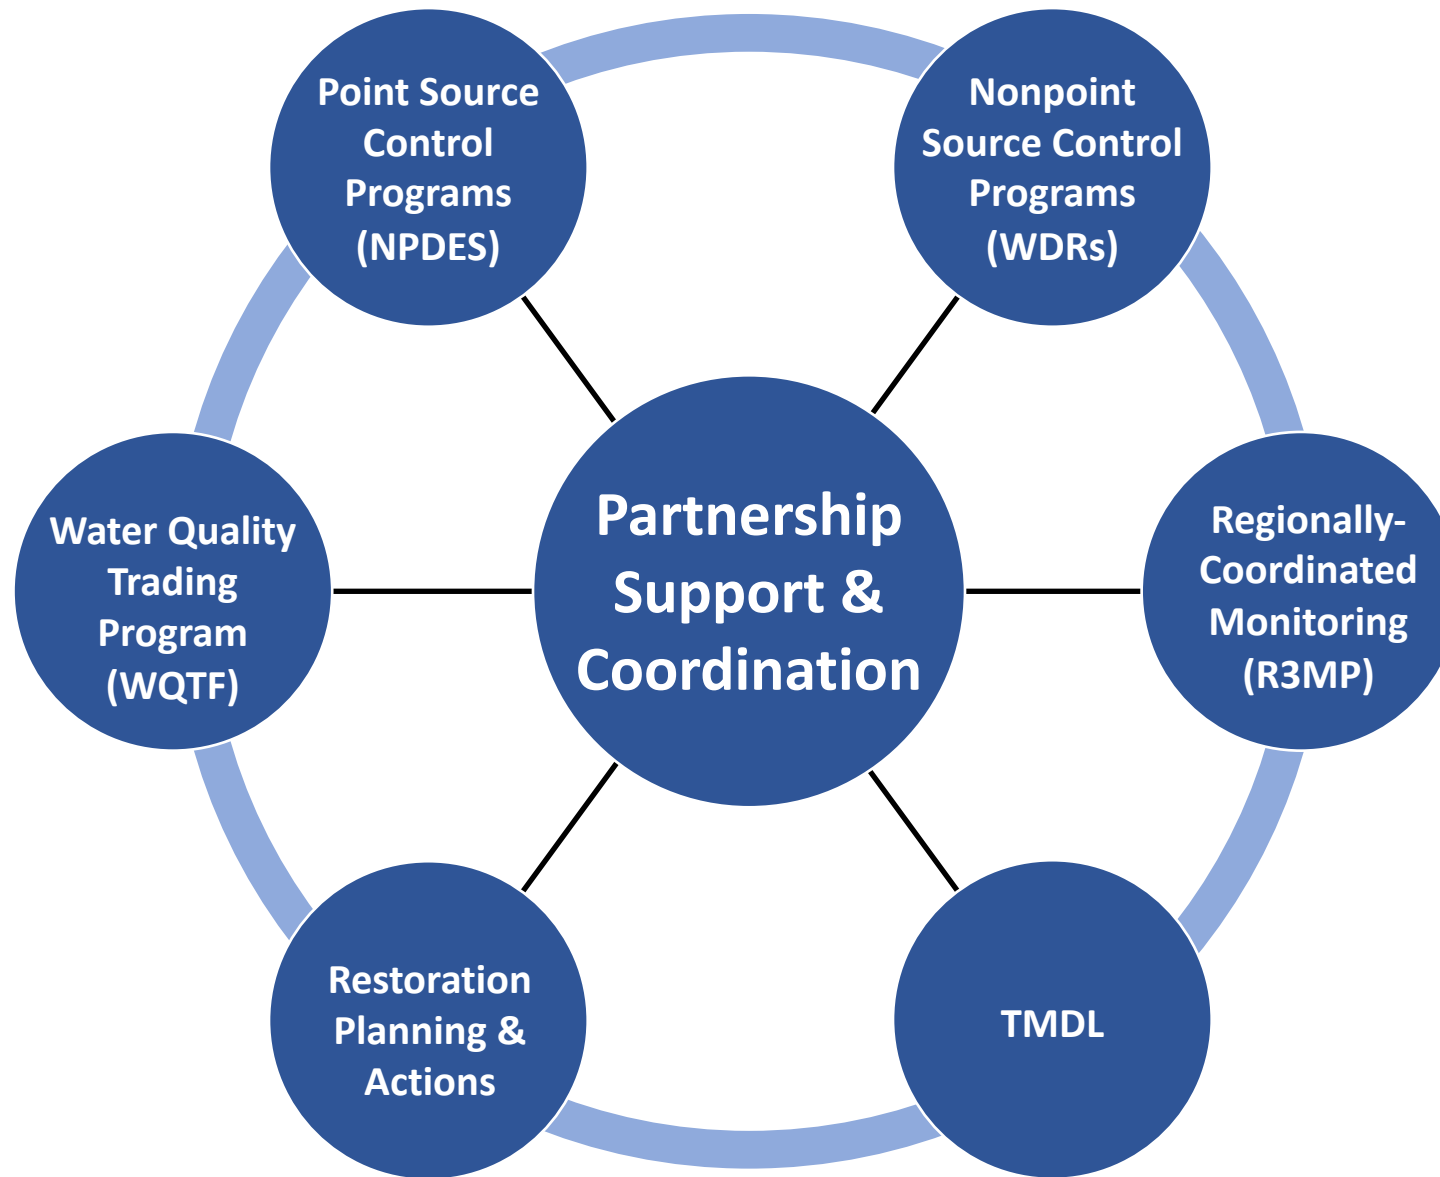 Point Source
Control
Programs
(NPDES)
Nonpoint
Source Control
Programs
(WDRs)
Water Quality
Trading
Program
(WQTF)
Partnership
Support &
Coordination
Regionally-
Coordinated
Monitoring
(R3MP)
Restoration
Planning &
Actions
TMDL